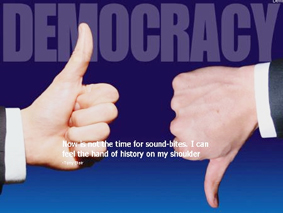 DEMOCRACY
Now is not the time for sound-bites. I can
feel the hand of history on my shoulder